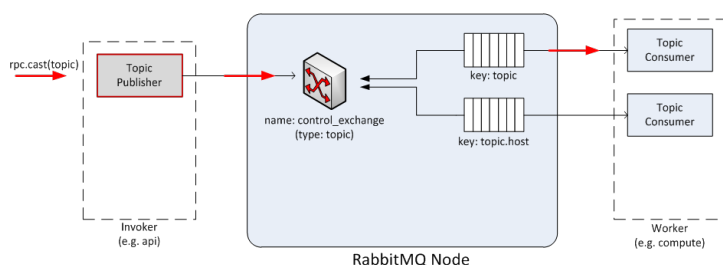 rpc.cast(topic)
Topic
Publisher
Invoker
(e.g. api)
name: control_exchange
(type: topic)
key: topic
key: topic.host
RabbitMQ Node
Topic
Consumer
Topic
Consumer
Worker
(e.g. compute)